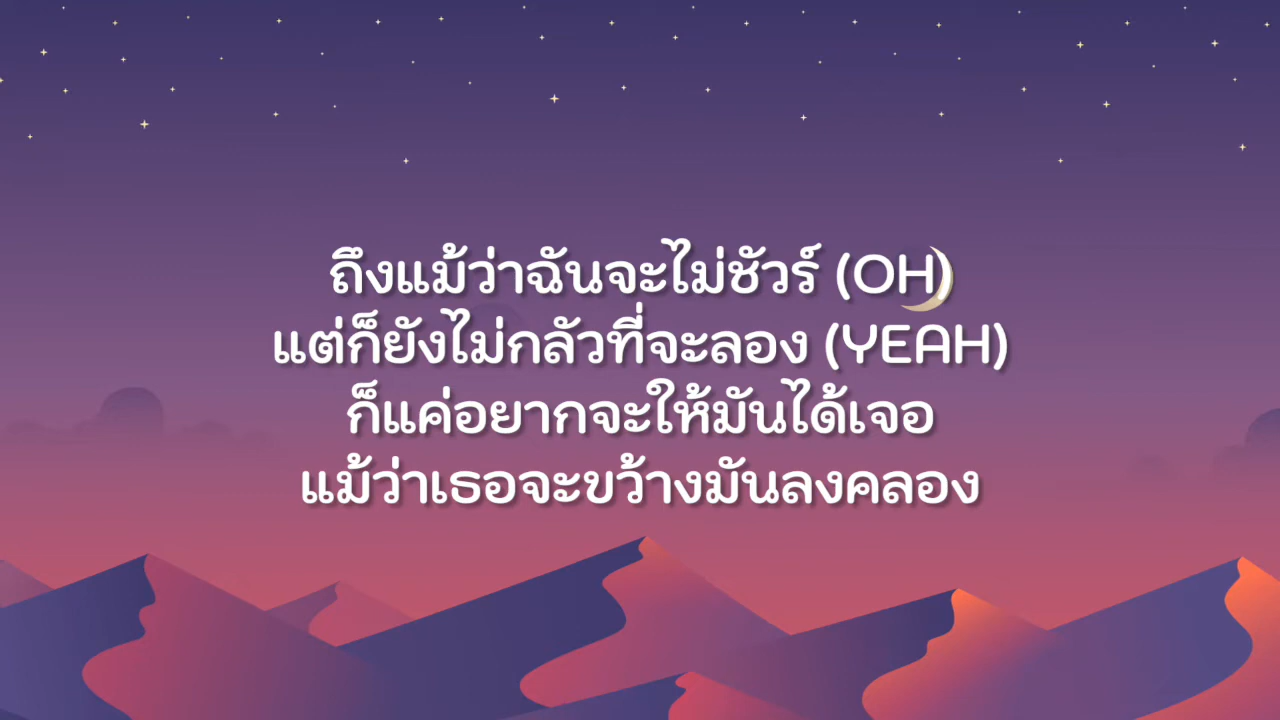 ถึงแม้ว่าฉันจะไม่ชัวร์ (OH)
แต่ก็ยังไม่กลัวที่จะลอง (YEAH)
ก็แค่อยากจะให้มันได้เจอ
แม้ว่าเธอจะขว้างมันลงคลอง